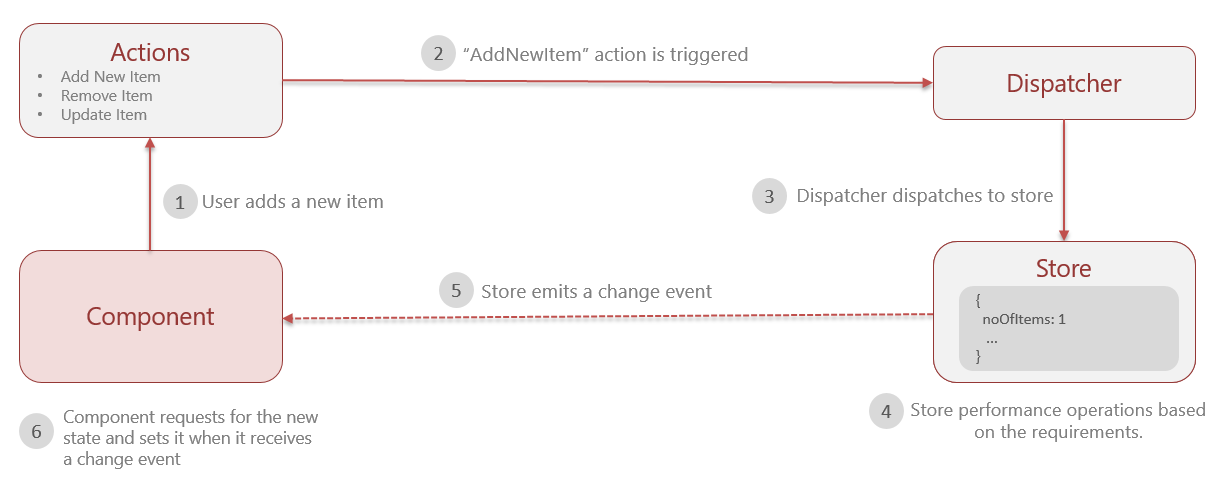 Actions
• Add New Item
• Remove Item
• Update Item
2 “AddNewItem” action is triggered
Dispatcher
1 User adds a new item
3 Dispatcher dispatches to store
Component
5 Store emits a change event
Store
{
noOfItems: 1
...
}
6 Component requests for the new
state and sets it when it receives
a change event
4 Store performance operations based
on the requirements.